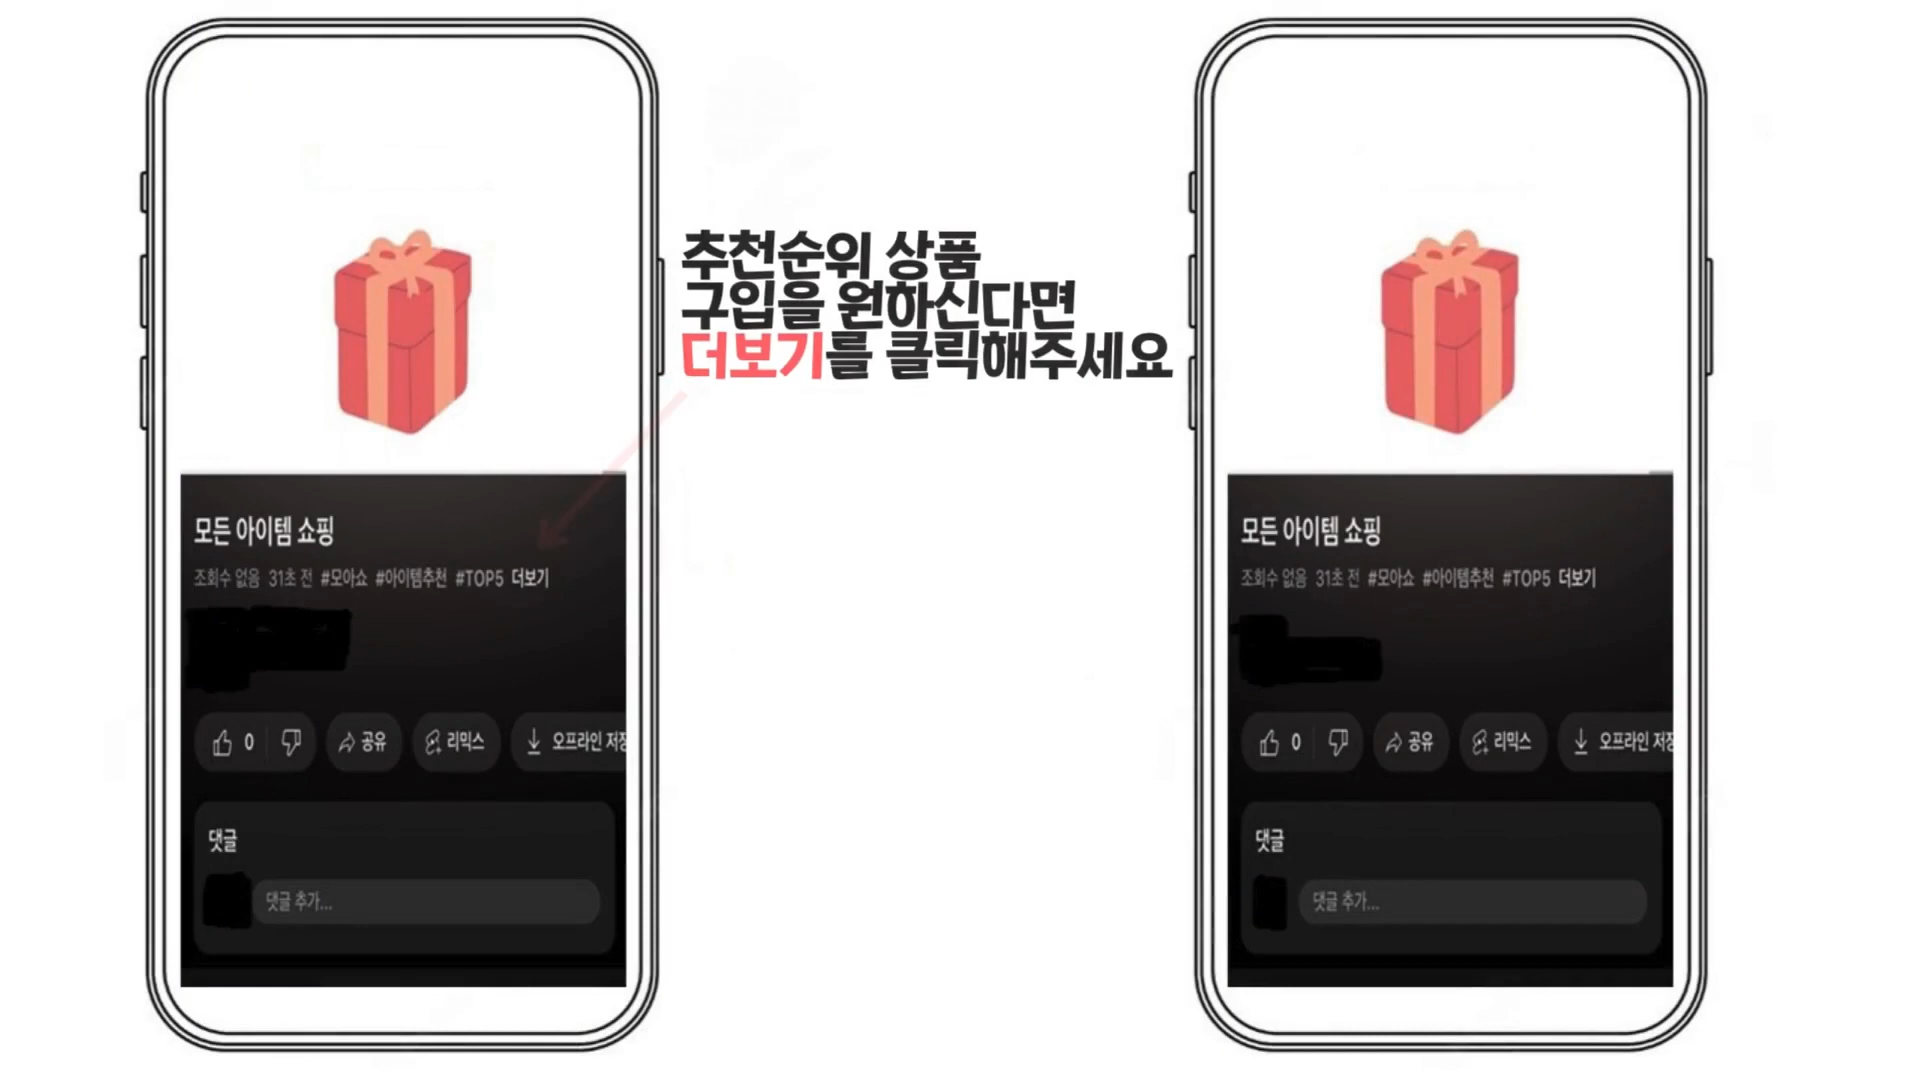 추천순위 상품
구입을 원하신다면
더보기를 클릭해주세요
모든 아이템 쇼핑
조회수 없음 31초 전 #모아쇼 #아이템추천 #TOP5 더보기
0 공유 리믹스 오프라인 저장
댓글
댓글 추가...
모든 아이템 쇼핑
조회수 없음 31초 전 #모아쇼 #아이템추천 #TOP5 더보기
0 공유 리믹스 오프라인 저장
댓글
댓글 추가...